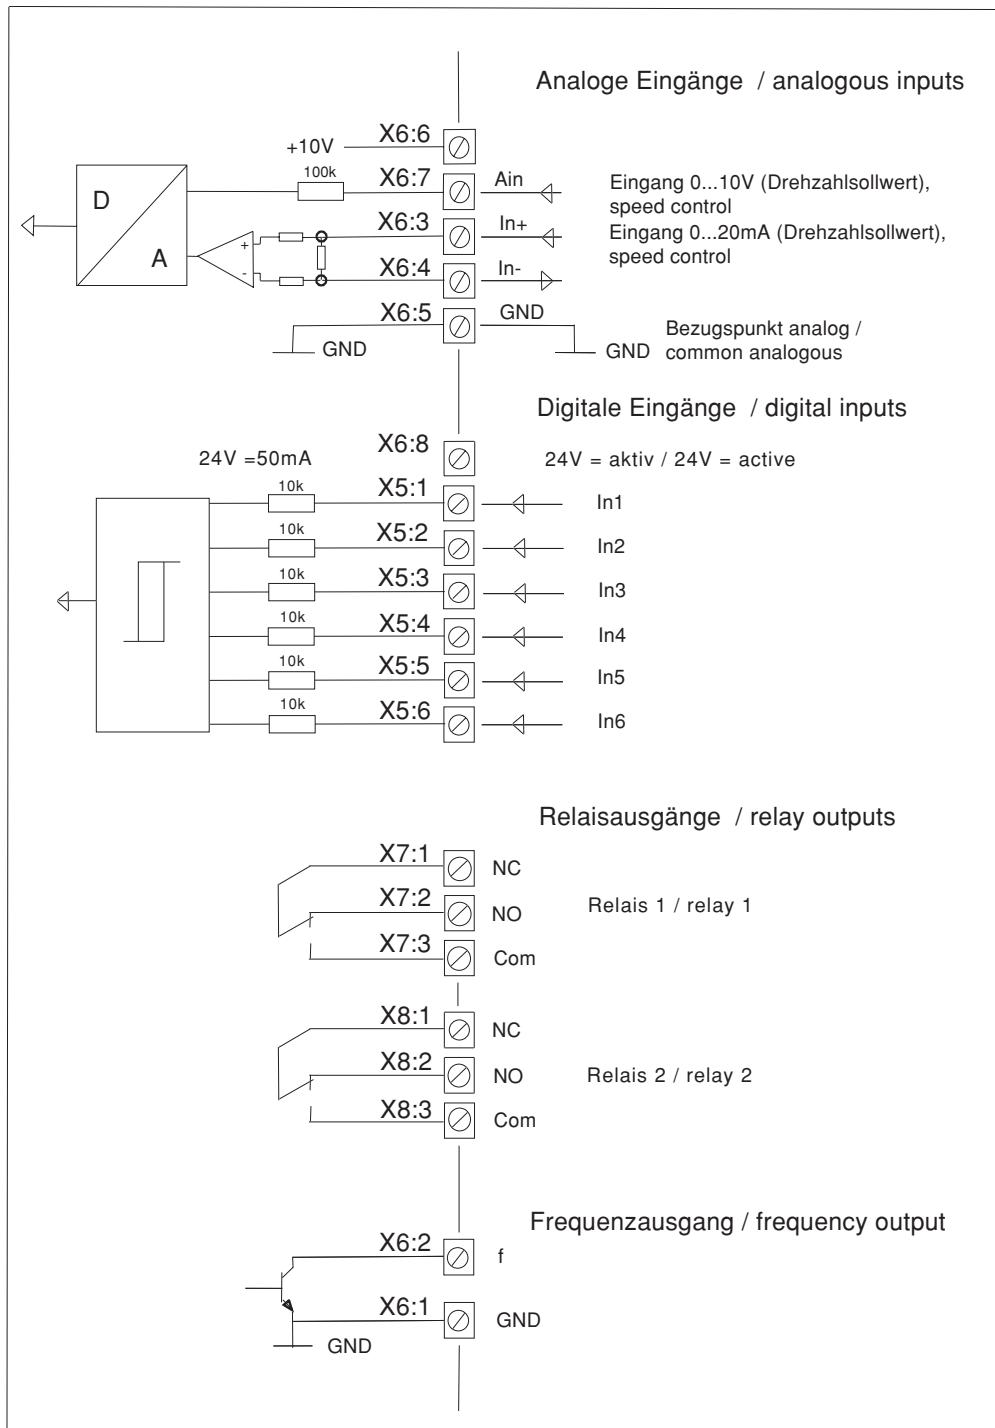 Analoge Eingänge / analogous inputs
X6:6
+10V
100k
X6:7
Ain
Eingang 0...10V (Drehzahlsollwert),
speed control
D
A
X6:3
In+
Eingang 0...20mA (Drehzahlsollwert),
speed control
+
-
X6:4
In-
X6:5
GND
GND
GND
Bezugspunkt analog /
common analogous
Digitale Eingänge / digital inputs
X6:8
24V =50mA
24V = aktiv / 24V = active
10k
X5:1
In1
10k
X5:2
In2
10k
X5:3
In3
10k
X5:4
In4
10k
X5:5
In5
10k
X5:6
In6
Relaisausgänge / relay outputs
X7:1
NC
X7:2
NO
Relais 1 / relay 1
X7:3
Com
X8:1
NC
X8:2
NO
Relais 2 / relay 2
X8:3
Com
Frequenzausgang / frequency output
X6:2
f
X6:1
GND
GND